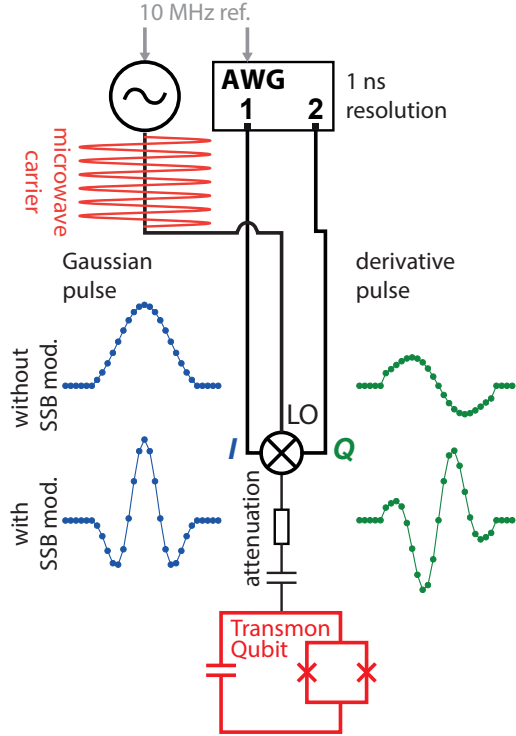 10 MHz ref.
AWG
1 2
1 ns
resolution
microwave
carrier
Gaussian
pulse
derivative
pulse
without
SSB mod.
LO
I
Q
with
SSB mod.
attenuation
Transmon
Qubit